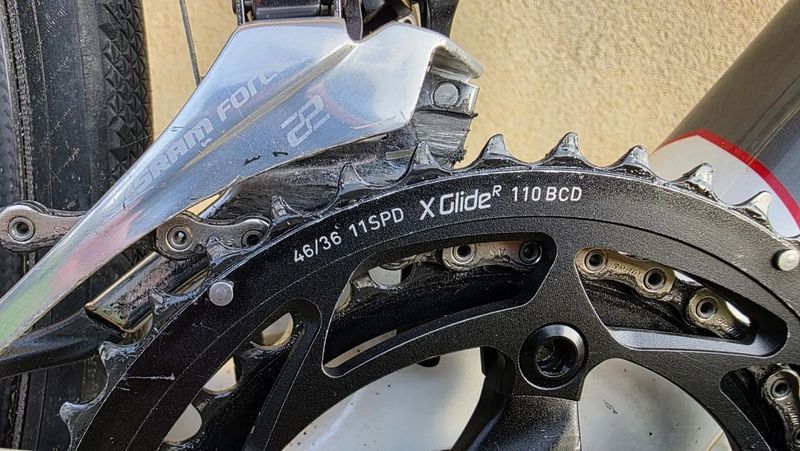 SRAM FORCE
22
46/36 11SPD X Glide R 110 BCD